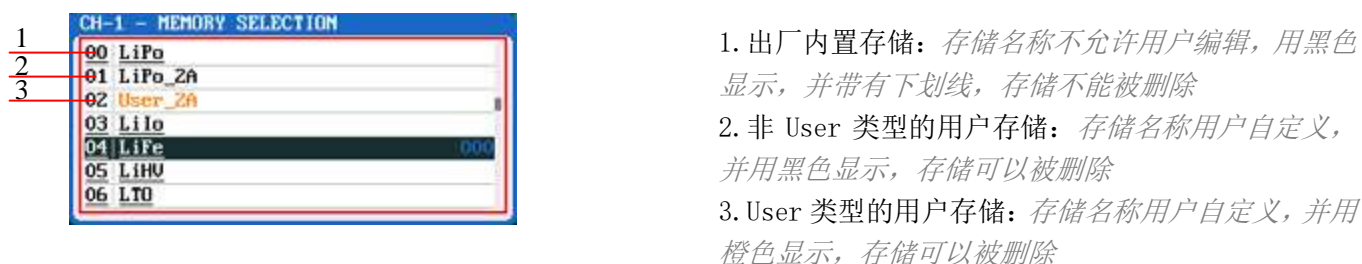 CH-1 - MEMORY SELECTION
1
00 LiPo
2
01 LiPo_ZA
3
02 User_ZA
03 LiIo
04 LiFe 000
05 LiHV
06 LTO
1.出厂内置存储：存储名称不允许用户编辑，用黑色
显示，并带有下划线，存储不能被删除
2.非 User 类型的用户存储：存储名称用户自定义，
并用黑色显示，存储可以被删除
3.User 类型的用户存储：存储名称用户自定义，并用
橙色显示，存储可以被删除